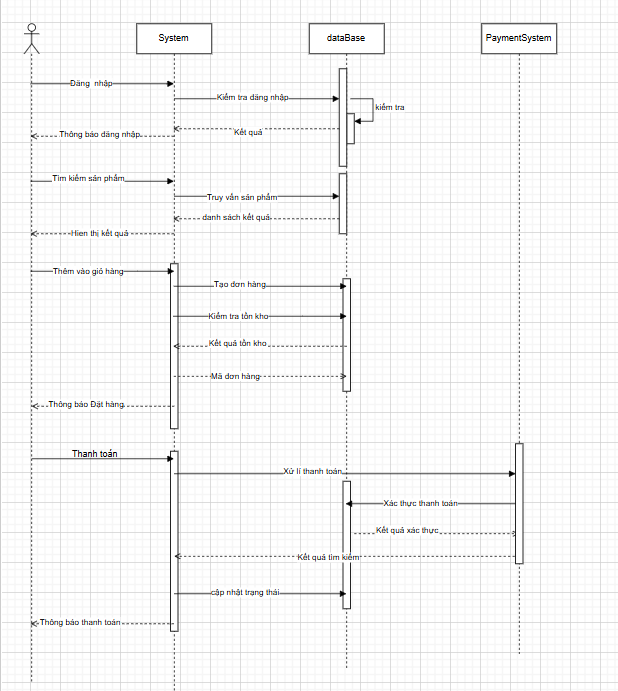 System
dataBase
PaymentSystem
Đăng nhập
Kiểm tra đăng nhập
kiểm tra
Kết quả
Thông báo đăng nhập
Tìm kiếm sản phẩm
Truy vấn sản phẩm
danh sách kết quả
Hiển thị kết quả
Thêm vào giỏ hàng
Tạo đơn hàng
Kiểm tra tồn kho
Kết quả tồn kho
Mã đơn hàng
Thông báo Đặt hàng
Thanh toán
Xử lí thanh toán
Xác thực thanh toán
Kết quả xác thực
Kết quả tìm kiếm
cập nhật trạng thái
Thông báo thanh toán